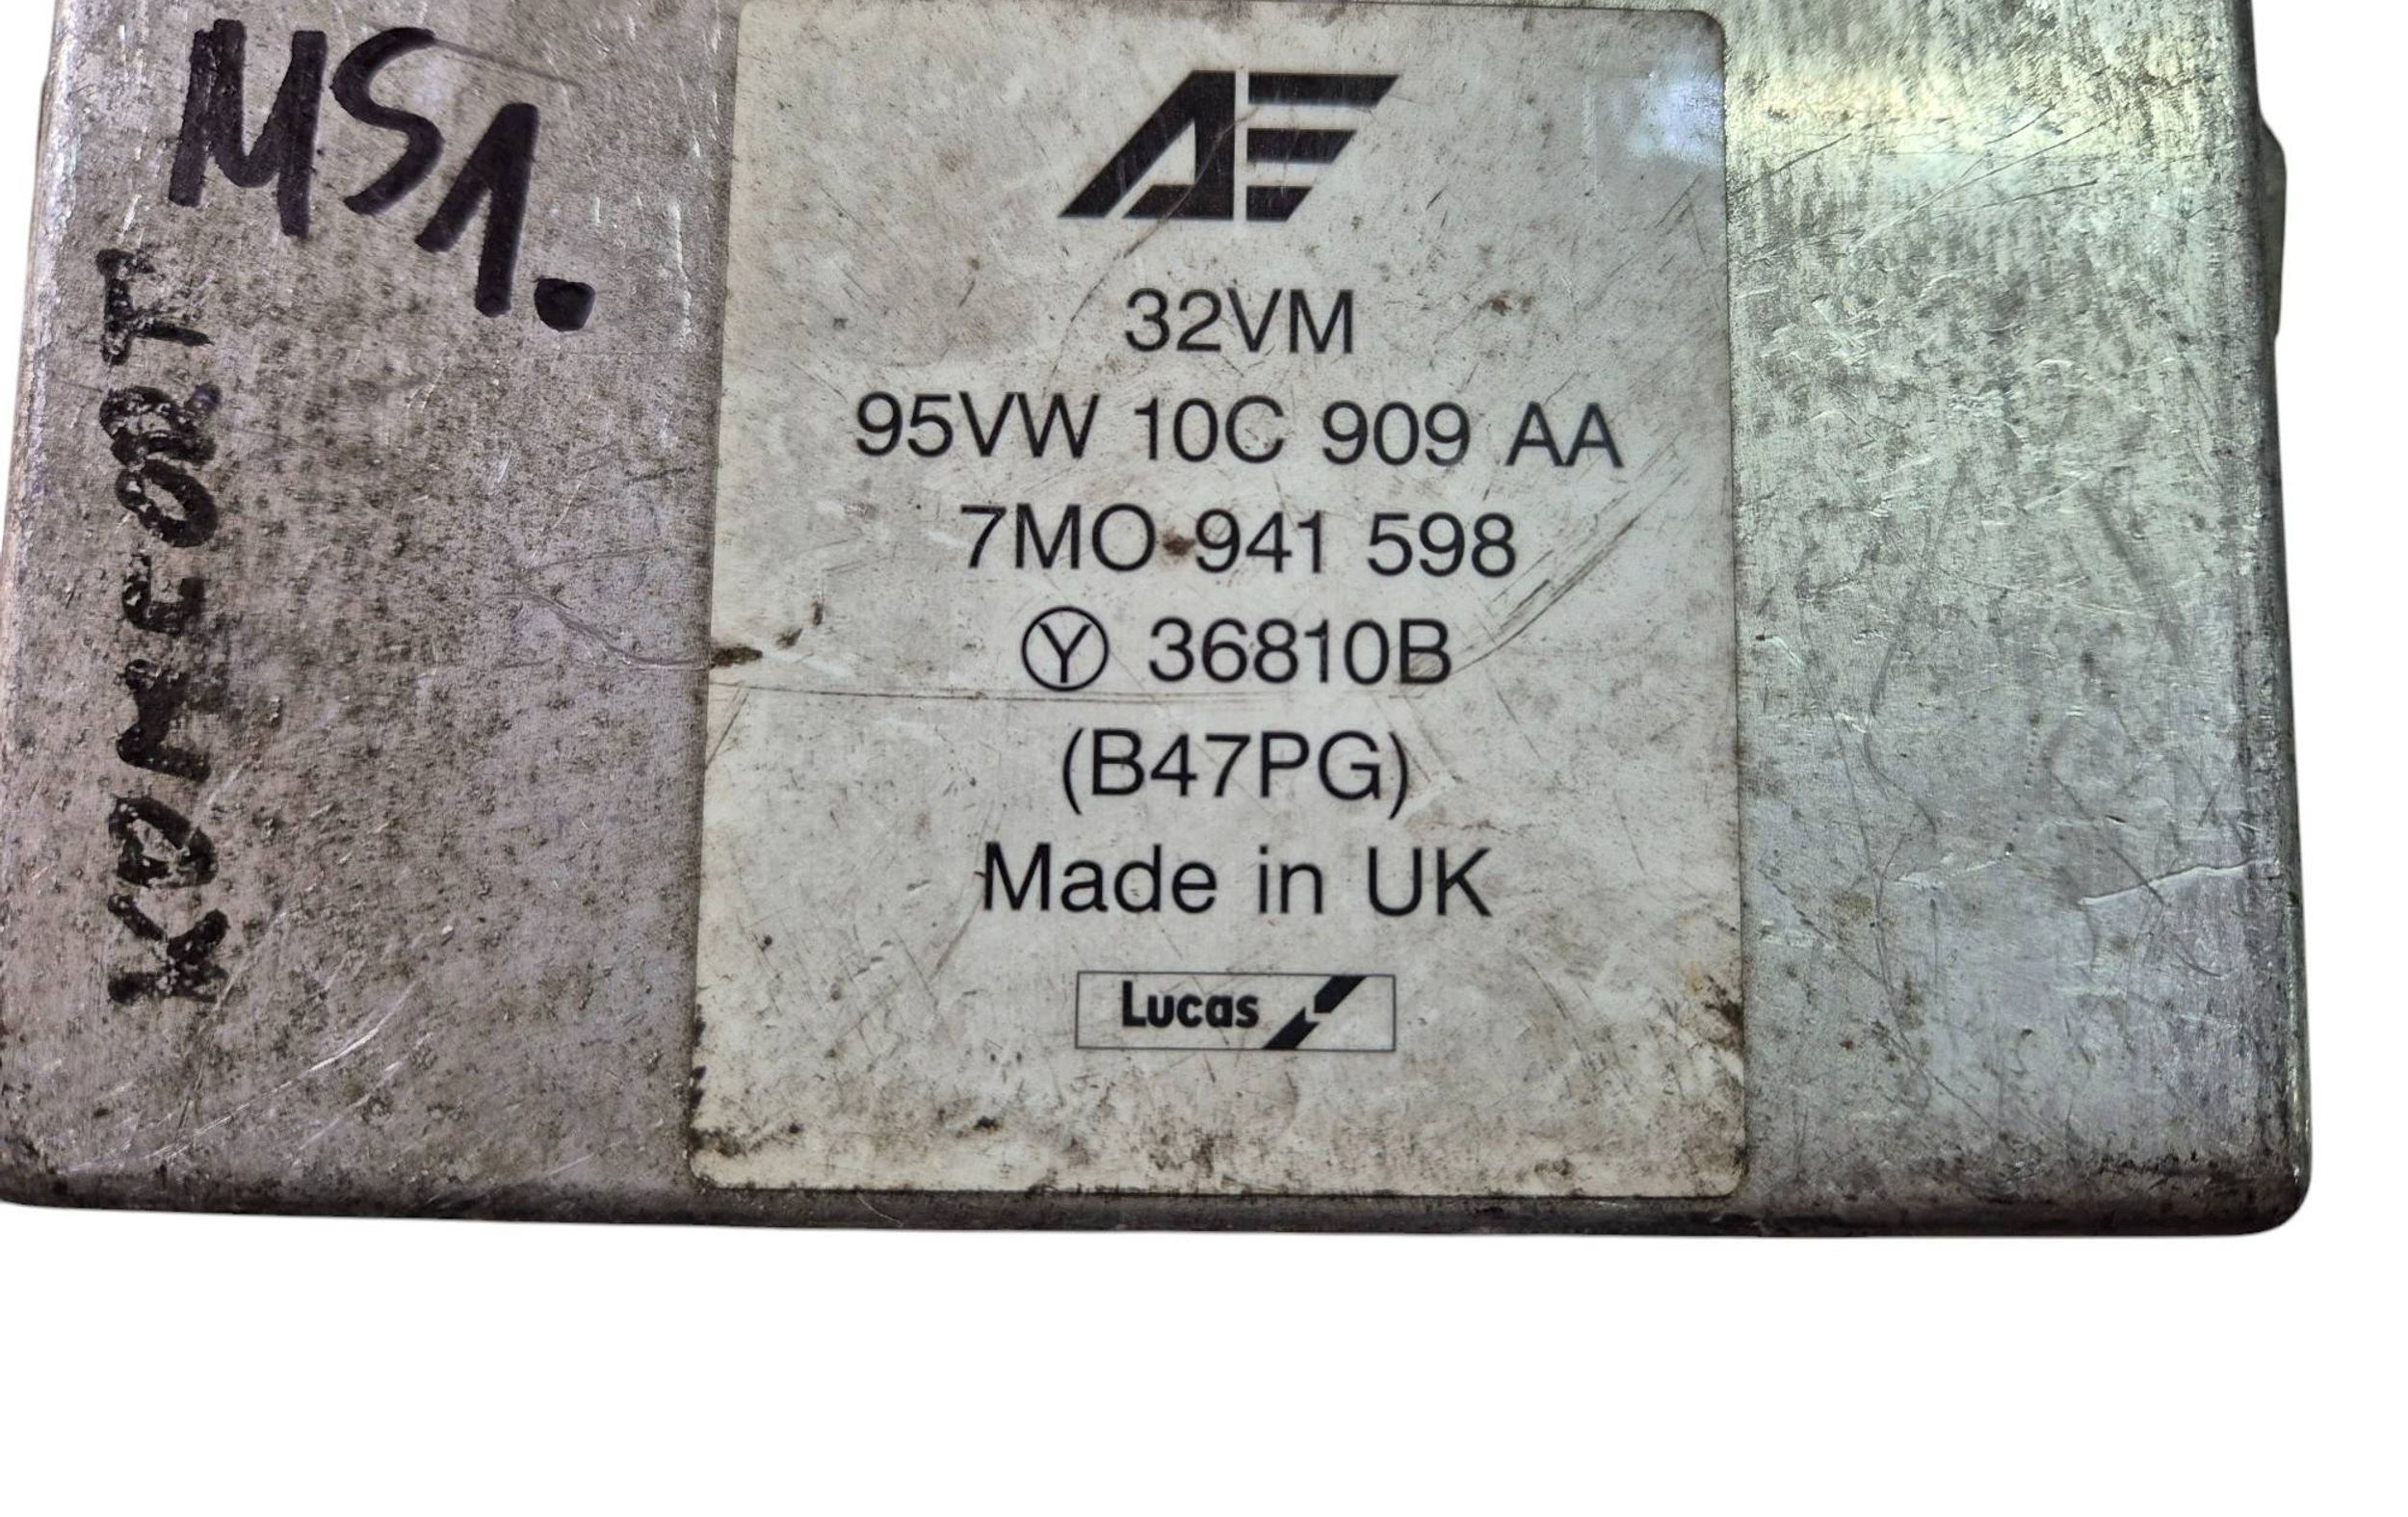 MS1.
KOMFORT
AE
32VM
95VW 10C 909 AA
7MO 941 598
Ⓨ 36810B
(B47PG)
Made in UK
Lucas